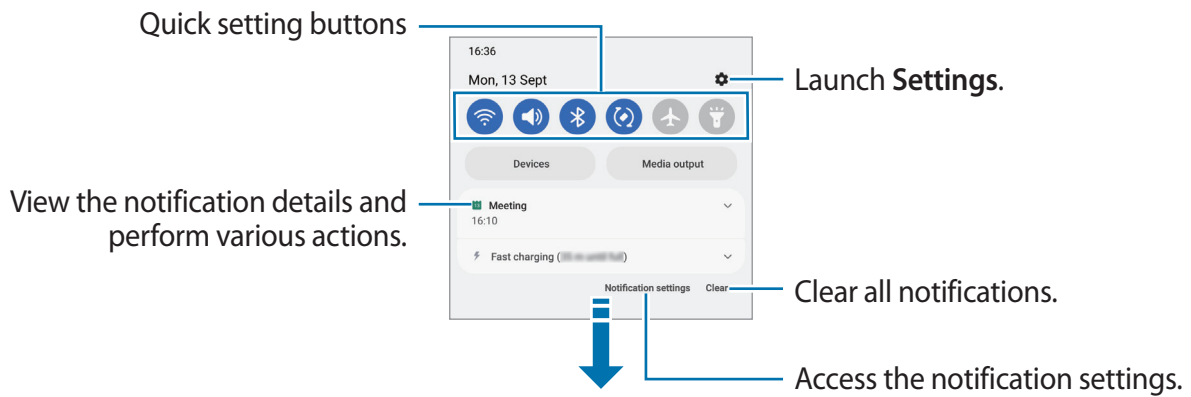 Quick setting buttons
16:36
Mon, 13 Sept
Launch Settings.
Devices Media output
View the notification details and
perform various actions.
Meeting
16:10
Fast charging ( )
Notification settings Clear
Clear all notifications.
Access the notification settings.